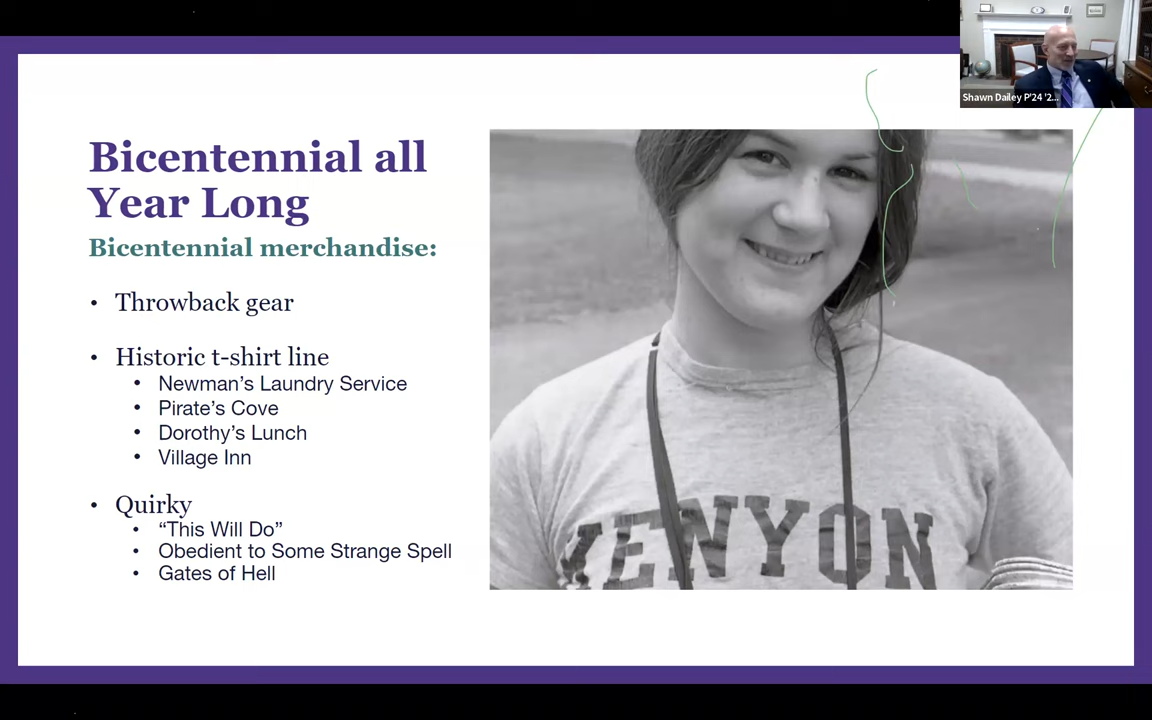 Bicentennial all
Year Long
Bicentennial merchandise:
• Throwback gear
• Historic t-shirt line
• Newman’s Laundry Service
• Pirate’s Cove
• Dorothy’s Lunch
• Village Inn
• Quirky
• “This Will Do”
• Obedient to Some Strange Spell
• Gates of Hell
KENYON
Shawn Dailey P'24 '2...